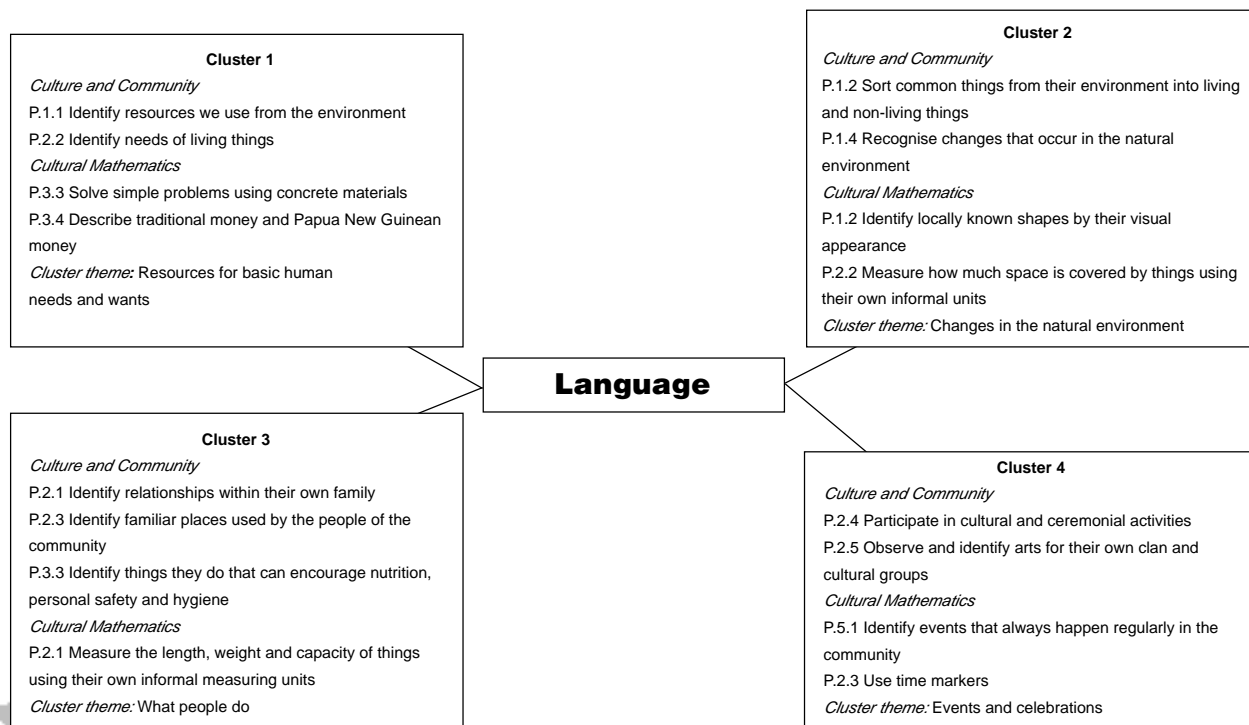 Cluster 1
Culture and Community
P.1.1 Identify resources we use from the environment
P.2.2 Identify needs of living things
Cultural Mathematics
P.3.3 Solve simple problems using concrete materials
P.3.4 Describe traditional money and Papua New Guinean
money
Cluster theme: Resources for basic human
needs and wants
Cluster 2
Culture and Community
P.1.2 Sort common things from their environment into living
and non-living things
P.1.4 Recognise changes that occur in the natural
environment
Cultural Mathematics
P.1.2 Identify locally known shapes by their visual
appearance
P.2.2 Measure how much space is covered by things using
their own informal units
Cluster theme: Changes in the natural environment
Language
Cluster 3
Culture and Community
P.2.1 Identify relationships within their own family
P.2.3 Identify familiar places used by the people of the
community
P.3.3 Identify things they do that can encourage nutrition,
personal safety and hygiene
Cultural Mathematics
P.2.1 Measure the length, weight and capacity of things
using their own informal measuring units
Cluster theme: What people do
Cluster 4
Culture and Community
P.2.4 Participate in cultural and ceremonial activities
P.2.5 Observe and identify arts for their own clan and
cultural groups
Cultural Mathematics
P.5.1 Identify events that always happen regularly in the
community
P.2.3 Use time markers
Cluster theme: Events and celebrations